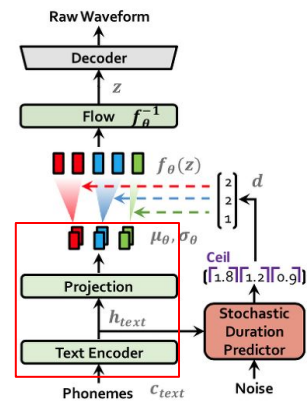 Raw Waveform
Decoder
z
Flow f_θ^{-1}
f_θ(z)
d
2
2
1
μ_θ, σ_θ
Ceil
(⌈1.8⌉⌈1.2⌉⌈0.9⌉)
Projection
h_text
Stochastic
Duration
Predictor
Text Encoder
Phonemes c_text
Noise